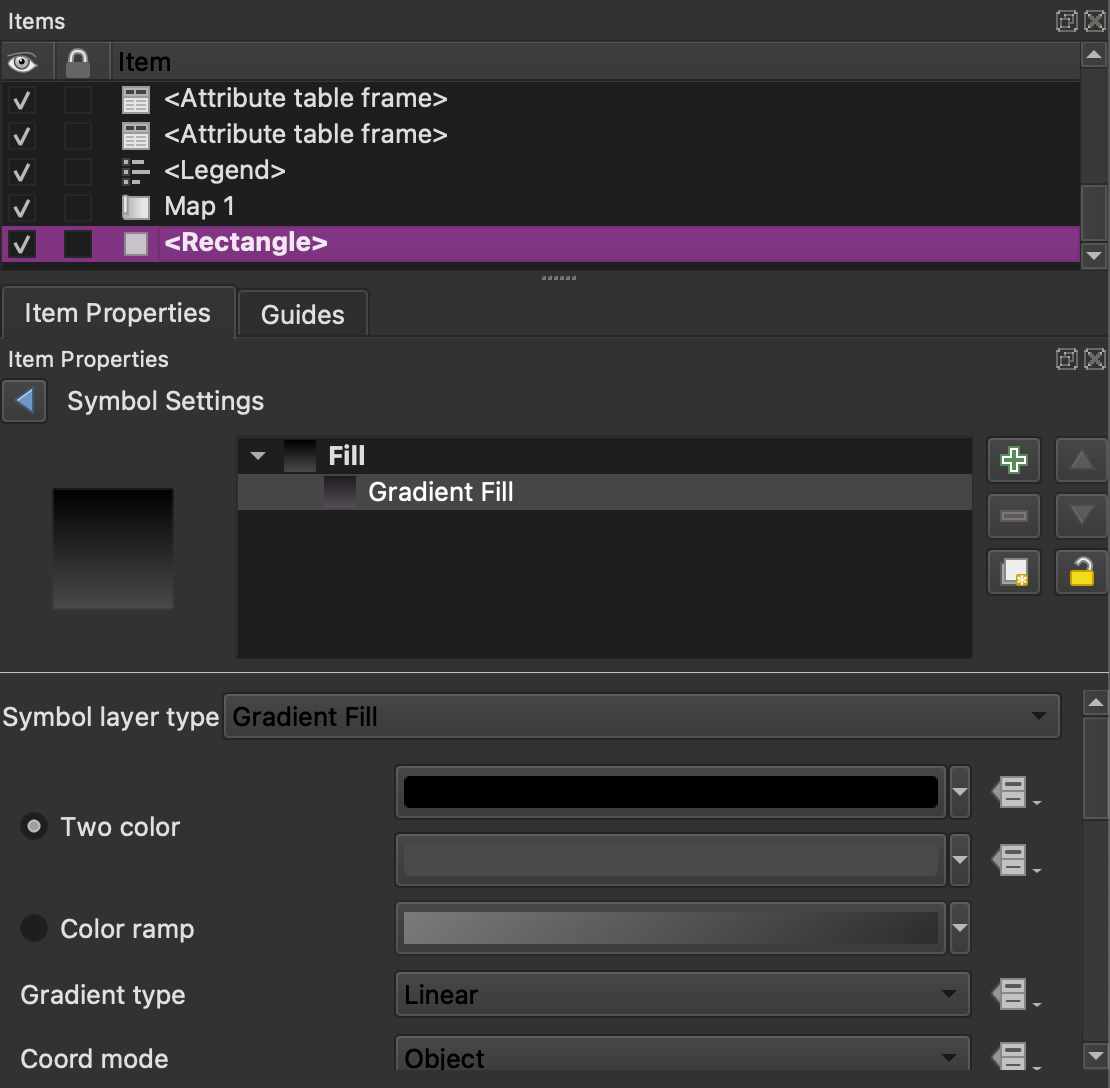 Items
Item
<Attribute table frame>
<Attribute table frame>
<Legend>
Map 1
<Rectangle>
Item Properties
Guides
Item Properties
Symbol Settings
Fill
Gradient Fill
Symbol layer type
Gradient Fill
Two color
Color ramp
Gradient type
Linear
Coord mode
Object